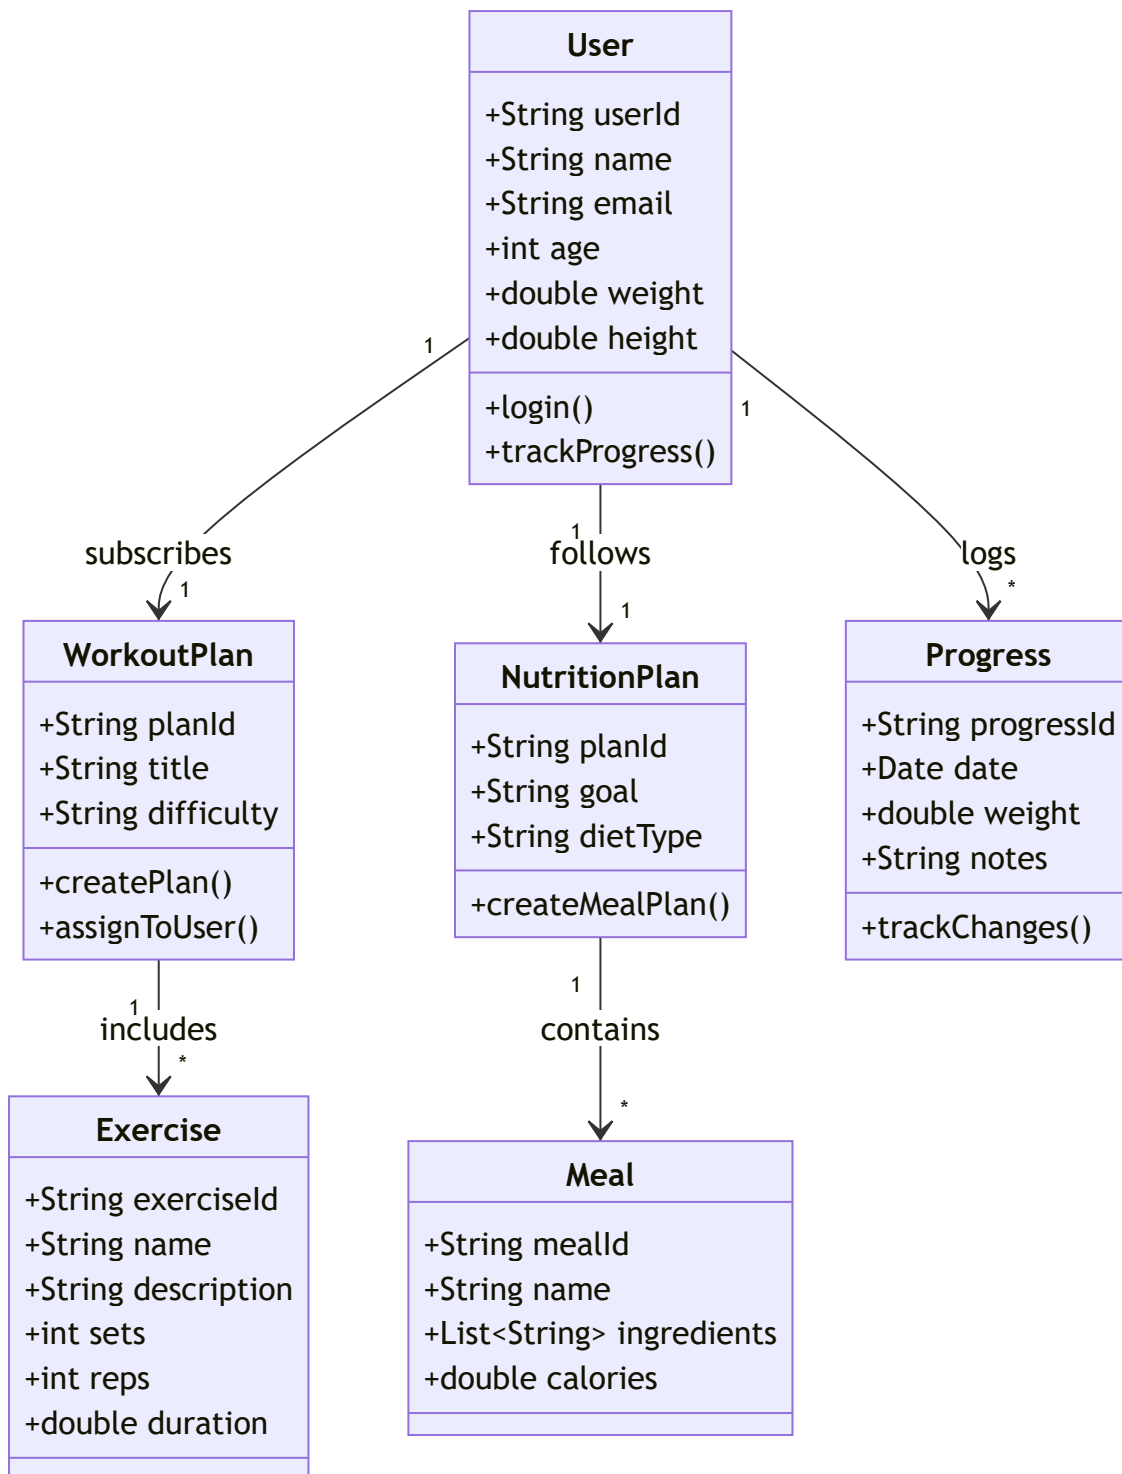 User
+String userId
+String name
+String email
+int age
+double weight
+double height
+login()
+trackProgress()
1
1
1
subscribes
follows
logs
1
1
*
WorkoutPlan
+String planId
+String title
+String difficulty
+createPlan()
+assignToUser()
NutritionPlan
+String planId
+String goal
+String dietType
+createMealPlan()
Progress
+String progressId
+Date date
+double weight
+String notes
+trackChanges()
1
includes
*
1
contains
*
Exercise
+String exerciseId
+String name
+String description
+int sets
+int reps
+double duration
Meal
+String mealId
+String name
+List<String> ingredients
+double calories